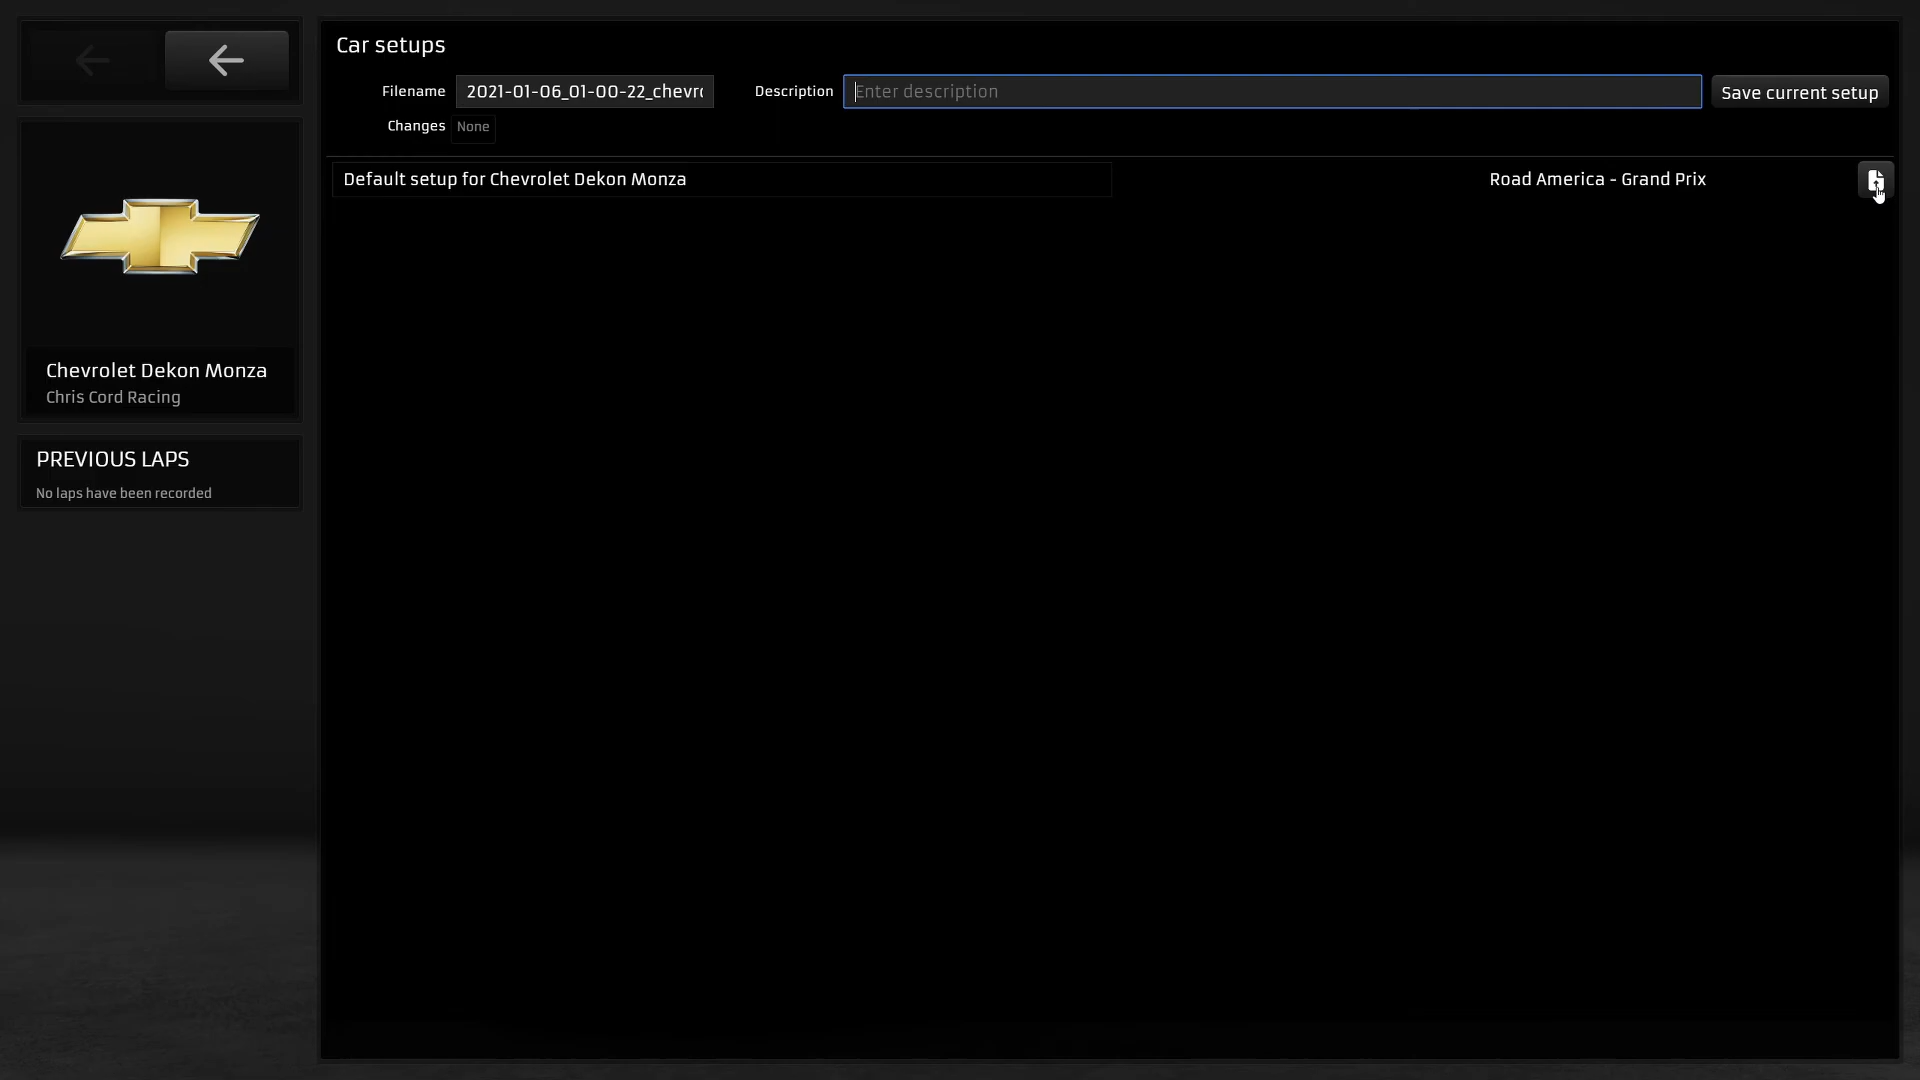 Car setups
Filename 2021-01-06_01-00-22_chevr Description Enter description Save current setup
Changes None
Default setup for Chevrolet Dekon Monza Road America - Grand Prix
Chevrolet Dekon Monza
Chris Cord Racing
PREVIOUS LAPS
No laps have been recorded